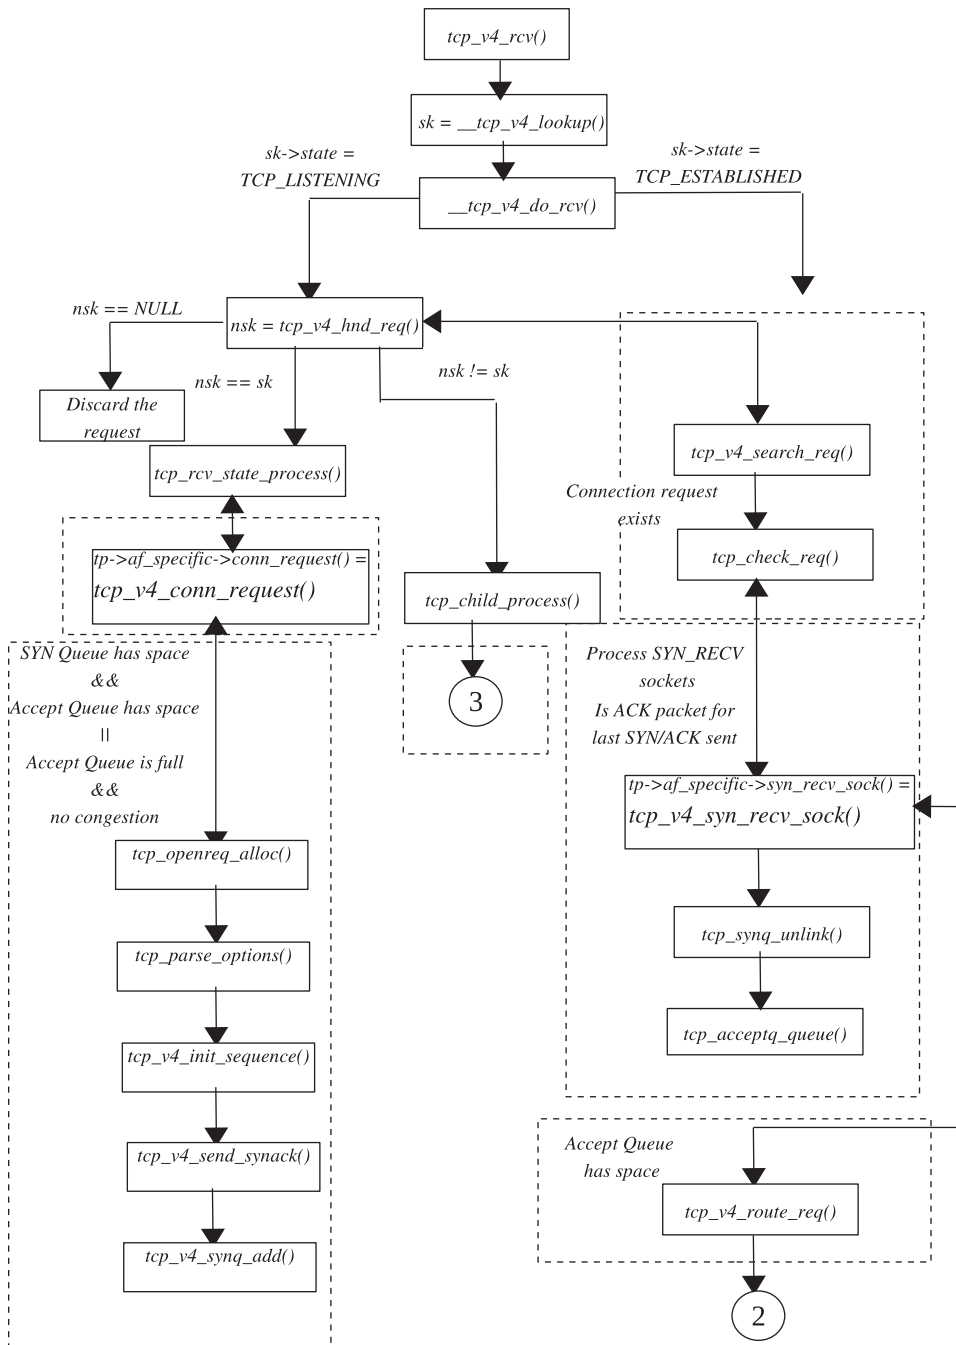 tcp_v4_rcv()
sk = __tcp_v4_lookup()
sk->state =
TCP_LISTENING
sk->state =
TCP_ESTABLISHED
__tcp_v4_do_rcv()
nsk == NULL
nsk = tcp_v4_hnd_req()
nsk == sk
nsk != sk
Discard the
request
tcp_rcv_state_process()
tcp_v4_search_req()
Connection request
exists
tcp_check_req()
tp->af_specific->conn_request() =
tcp_v4_conn_request()
tcp_child_process()
3
SYN Queue has space
&&
Accept Queue has space
||
Accept Queue is full
&&
no congestion
Process SYN_RECV
sockets
Is ACK packet for
last SYN/ACK sent
tp->af_specific->syn_recv_sock() =
tcp_v4_syn_recv_sock()
tcp_openreq_alloc()
tcp_parse_options()
tcp_v4_init_sequence()
tcp_v4_send_synack()
tcp_v4_synq_add()
tcp_synq_unlink()
tcp_acceptq_queue()
Accept Queue
has space
tcp_v4_route_req()
2